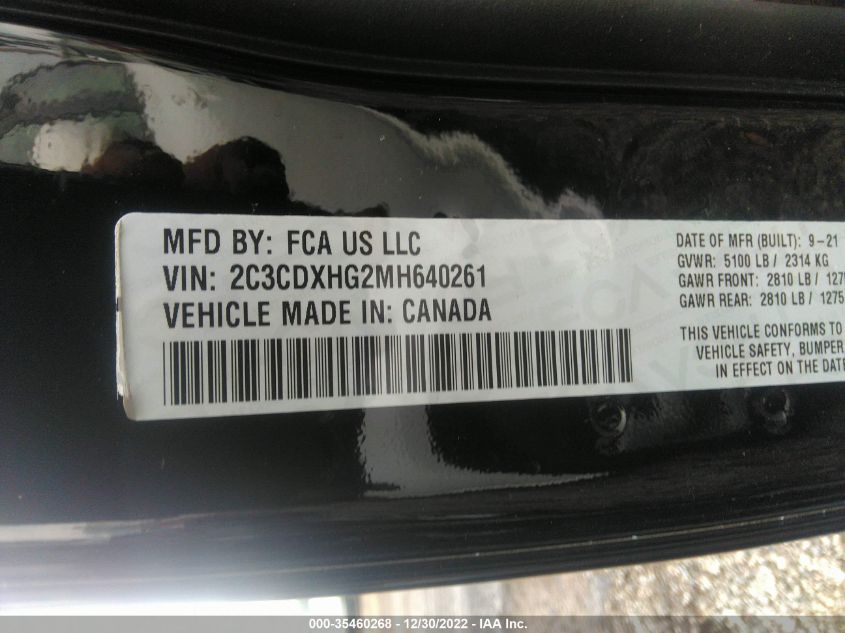 MFD BY: FCA US LLC
VIN: 2C3CDXHG2MH640261
VEHICLE MADE IN: CANADA
DATE OF MFR (BUILT): 9-21
GVWR: 5100 LB / 2314 KG
GAWR FRONT: 2810 LB /
GAWR REAR: 2810 LB / 1275
THIS VEHICLE CONFORMS TO
VEHICLE SAFETY, BUMPER
IN EFFECT ON THE DATE
000-35460268 - 12/30/2022 - IAA Inc.